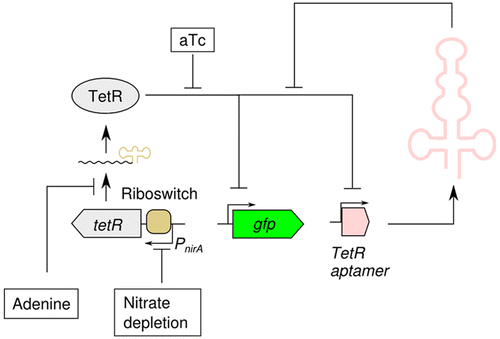 aTc
TetR
Riboswitch
tetR
PnirA
gfp
TetR
aptamer
Adenine
Nitrate
depletion